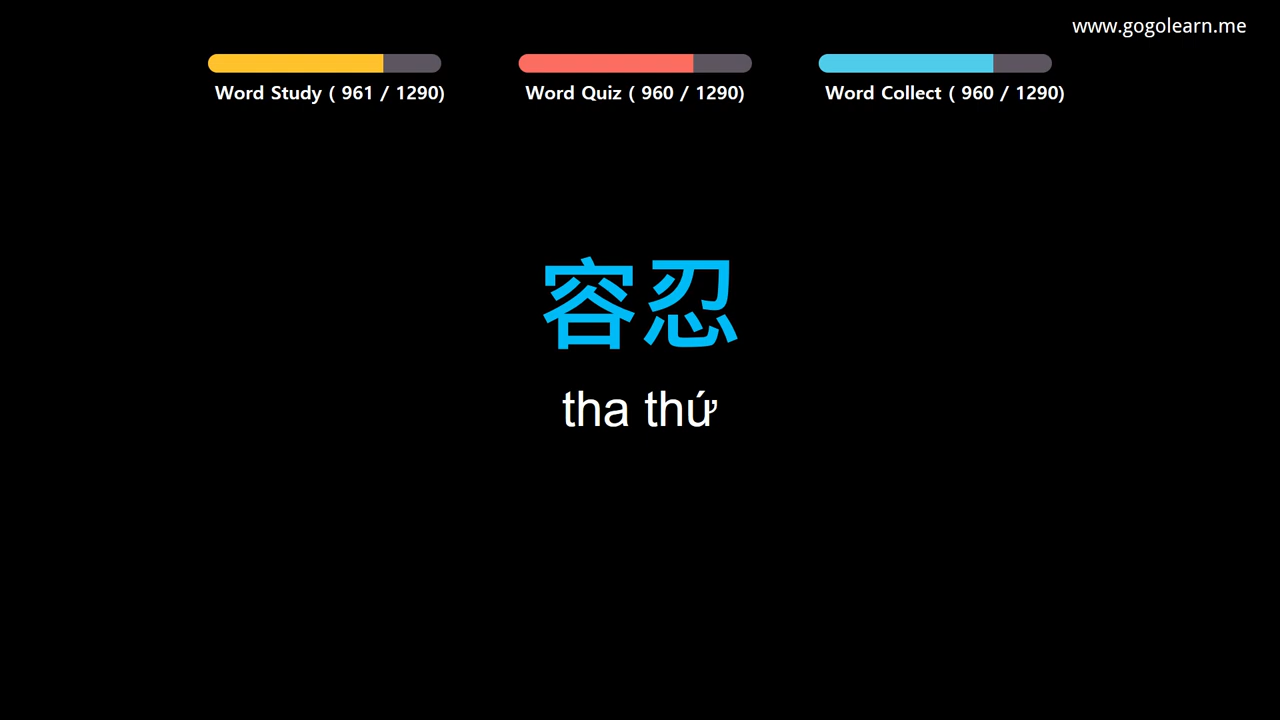 www.gogolearn.me
Word Study ( 961 / 1290)
Word Quiz ( 960 / 1290)
Word Collect ( 960 / 1290)
容忍
tha thứ